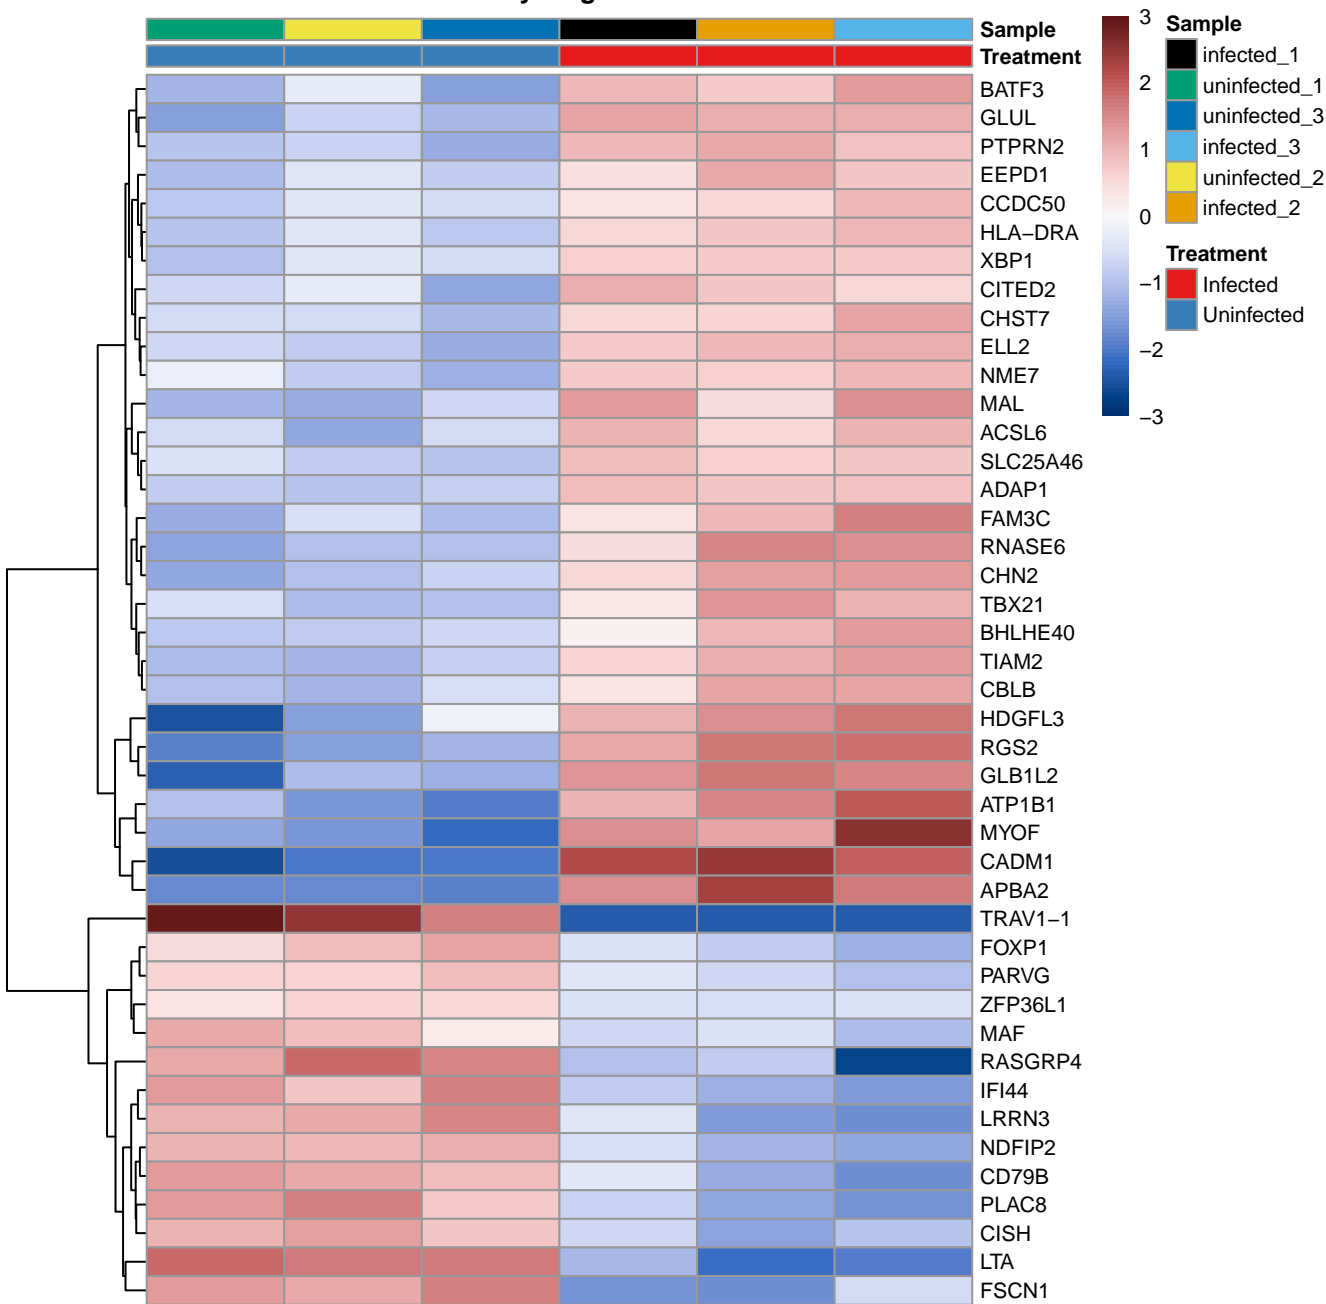 Sample
Treatment
BATF3
GLUL
PTPRN2
EEPD1
CCDC50
HLA−DRA
XBP1
CITED2
CHST7
ELL2
NME7
MAL
ACSL6
SLC25A46
ADAP1
FAM3C
RNASE6
CHN2
TBX21
BHLHE40
TIAM2
CBLB
HDGFL3
RGS2
GLB1L2
ATP1B1
MYOF
CADM1
APBA2
TRAV1−1
FOXP1
PARVG
ZFP36L1
MAF
RASGRP4
IFI44
LRRN3
NDFIP2
CD79B
PLAC8
CISH
LTA
FSCN1
3
2
1
0
−1
−2
−3
Sample
infected_1
uninfected_1
uninfected_3
infected_3
uninfected_2
infected_2
Treatment
Infected
Uninfected